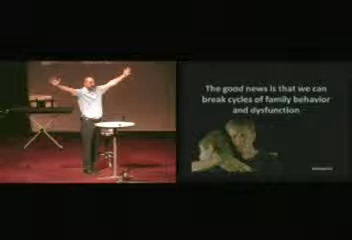 The good news is that we can
break cycles of family behavior
and dysfunction